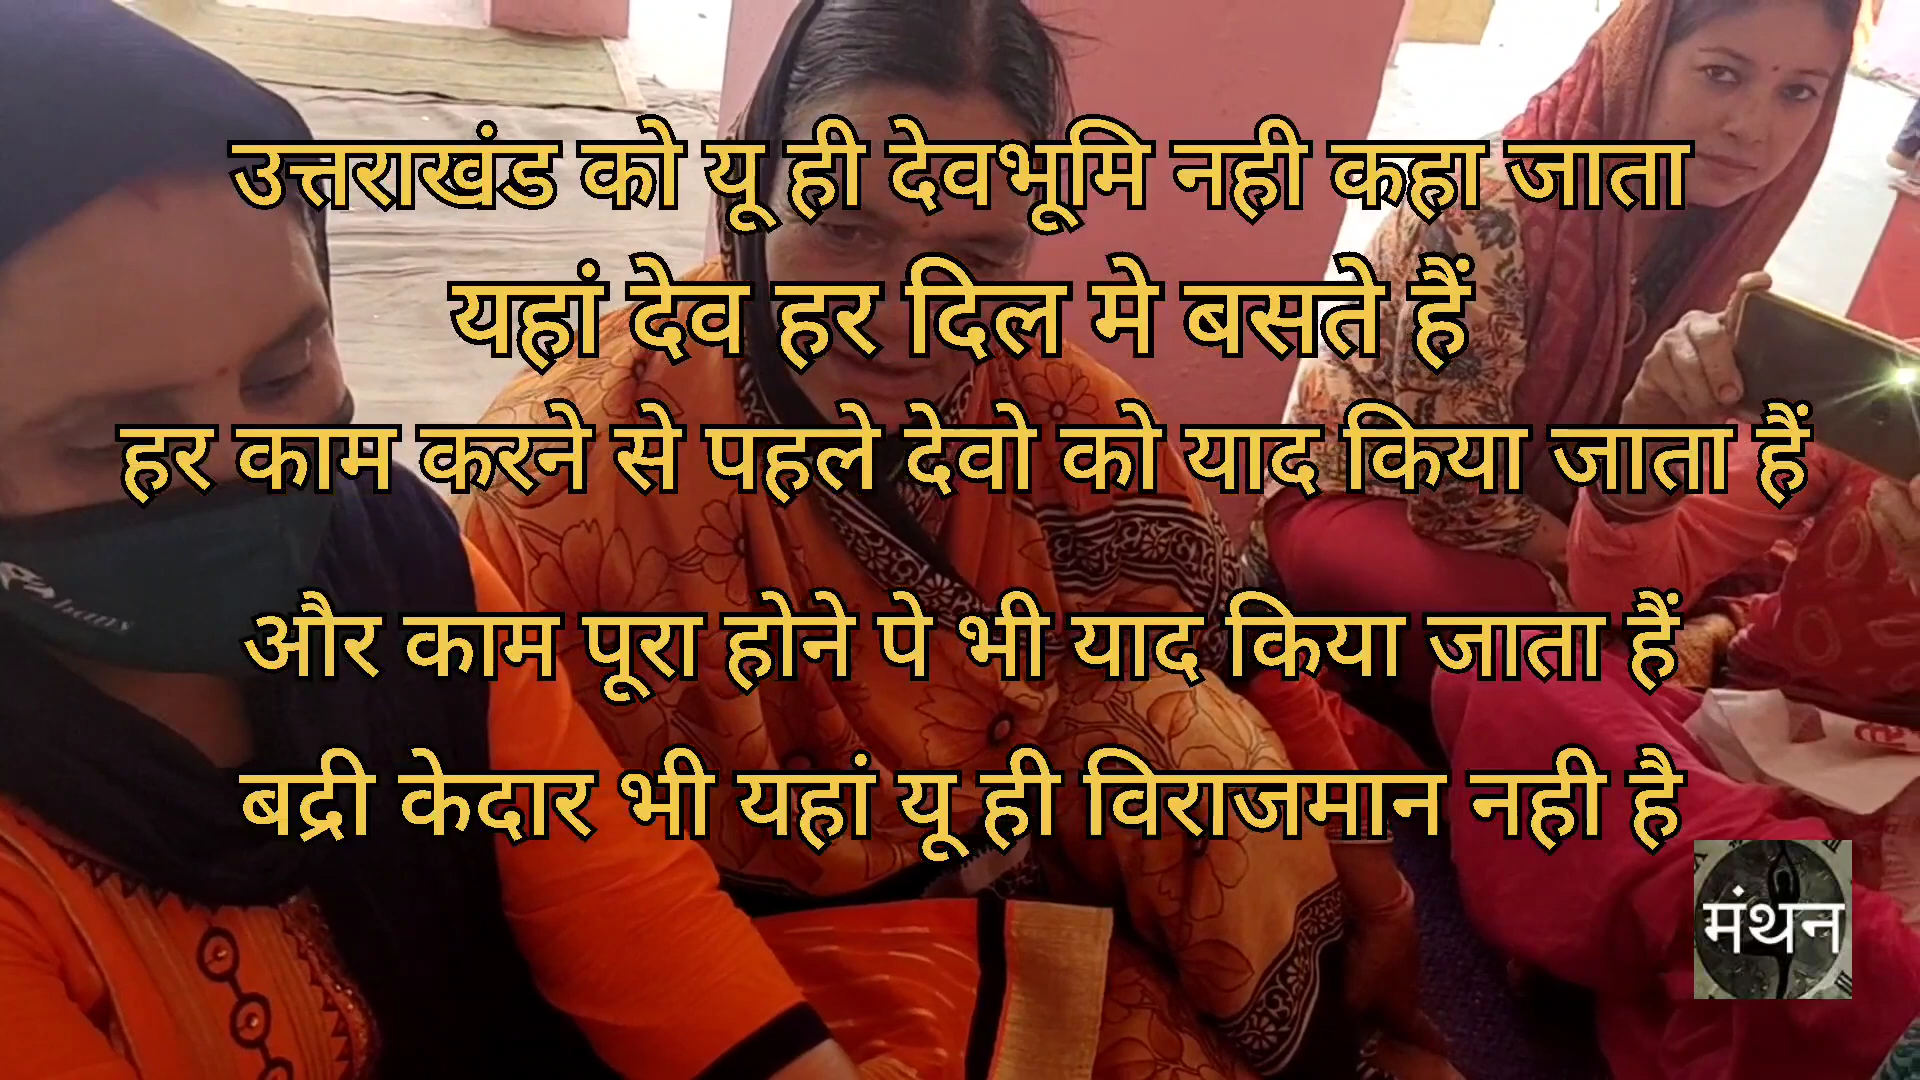 उत्तराखंड को यू ही देवभूमि नही कहा जाता
यहां देव हर दिल मे बसते हैं
हर काम करने से पहले देवो को याद किया जाता हैं
और काम पूरा होने पे भी याद किया जाता हैं
बद्री केदार भी यहां यू ही विराजमान नही है
मंथन